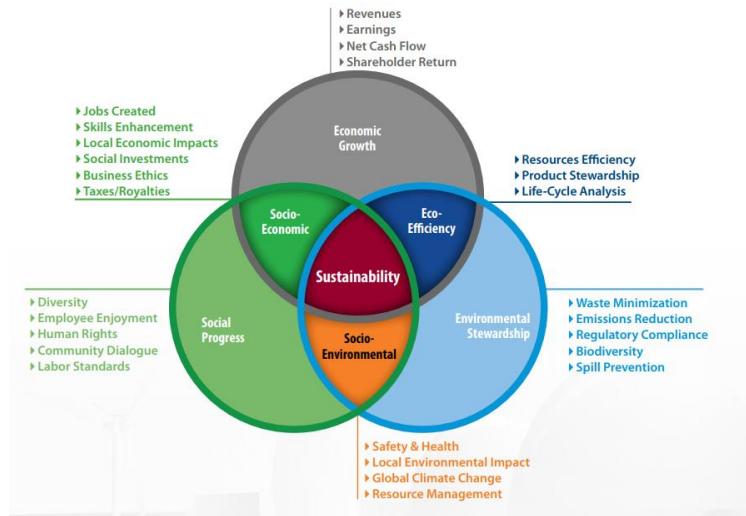 Revenues
Earnings
Net Cash Flow
Shareholder Return
Economic
Growth
Jobs Created
Skills Enhancement
Local Economic Impacts
Social Investments
Business Ethics
Taxes/Royalties
Resources Efficiency
Product Stewardship
Life-Cycle Analysis
Socio-
Economic
Eco-
Efficiency
Sustainability
Diversity
Employee Enjoyment
Human Rights
Community Dialogue
Labor Standards
Social
Progress
Socio-
Environmental
Environmental
Stewardship
Waste Minimization
Emissions Reduction
Regulatory Compliance
Biodiversity
Spill Prevention
Safety & Health
Local Environmental Impact
Global Climate Change
Resource Management